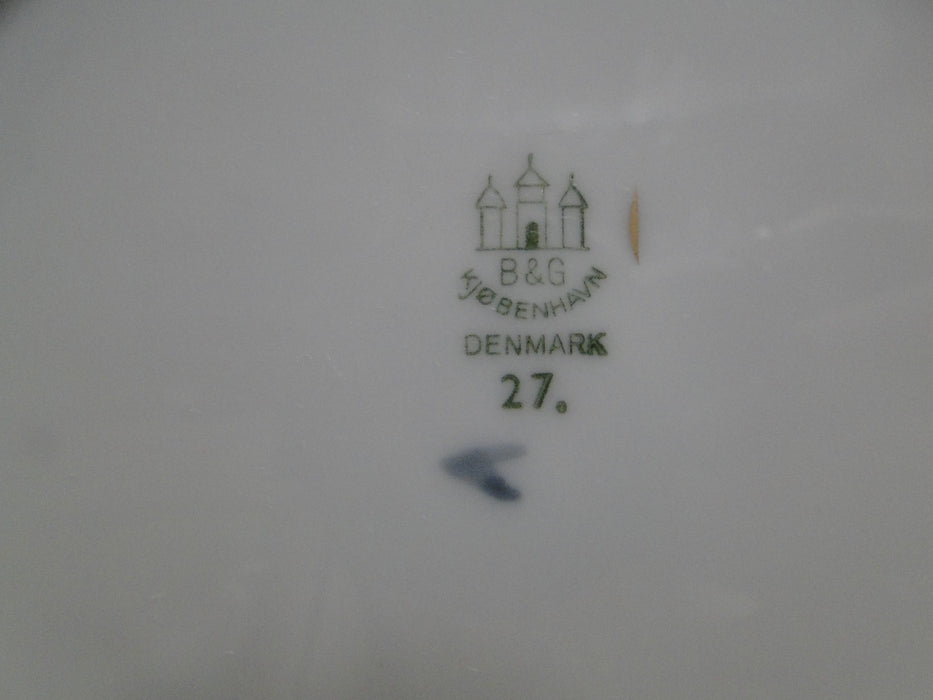 B&G
KJØBENHAVN
DENMARK
27.